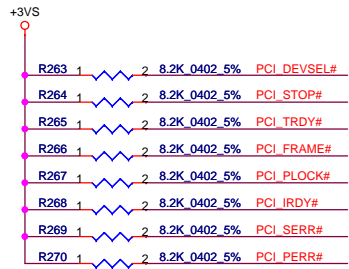 +3VS
R263 1 2 8.2K_0402_5% PCI_DEVSEL#
R264 1 2 8.2K_0402_5% PCI_STOP#
R265 1 2 8.2K_0402_5% PCI_TRDY#
R266 1 2 8.2K_0402_5% PCI_FRAME#
R267 1 2 8.2K_0402_5% PCI_PLOCK#
R268 1 2 8.2K_0402_5% PCI_IRDY#
R269 1 2 8.2K_0402_5% PCI_SERR#
R270 1 2 8.2K_0402_5% PCI_PERR#